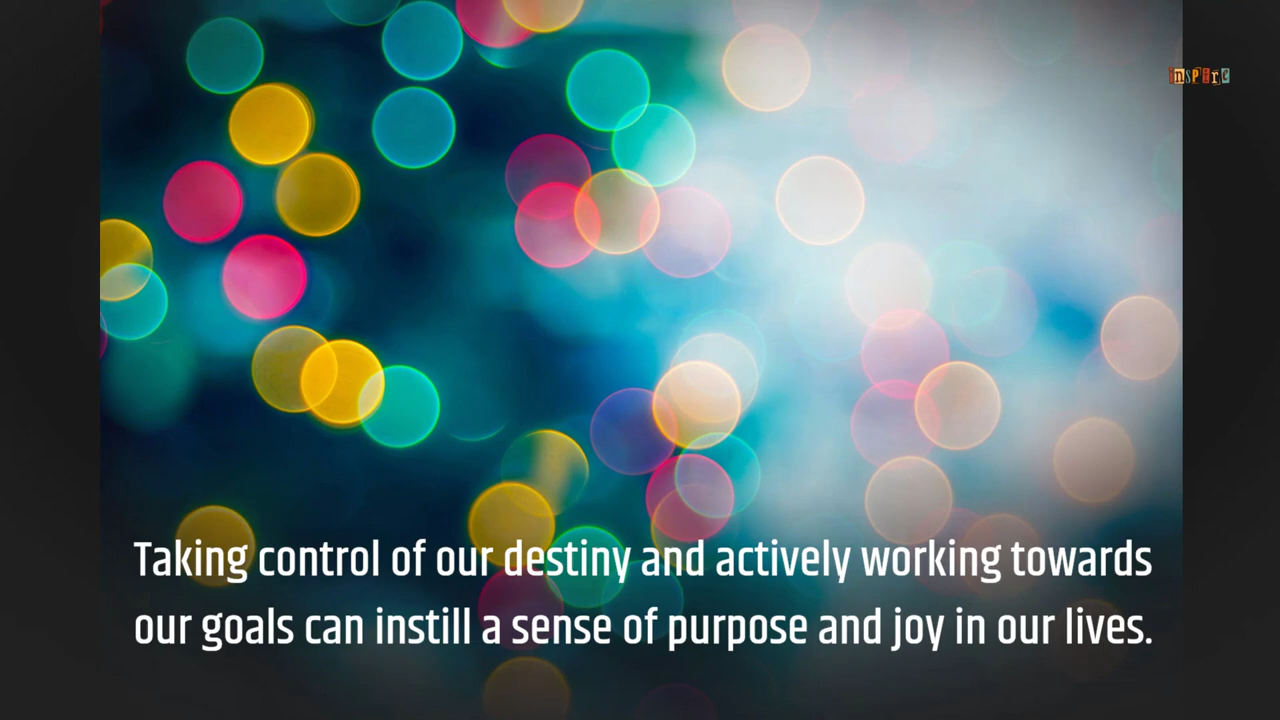 inspire
Taking control of our destiny and actively working towards
our goals can instill a sense of purpose and joy in our lives.